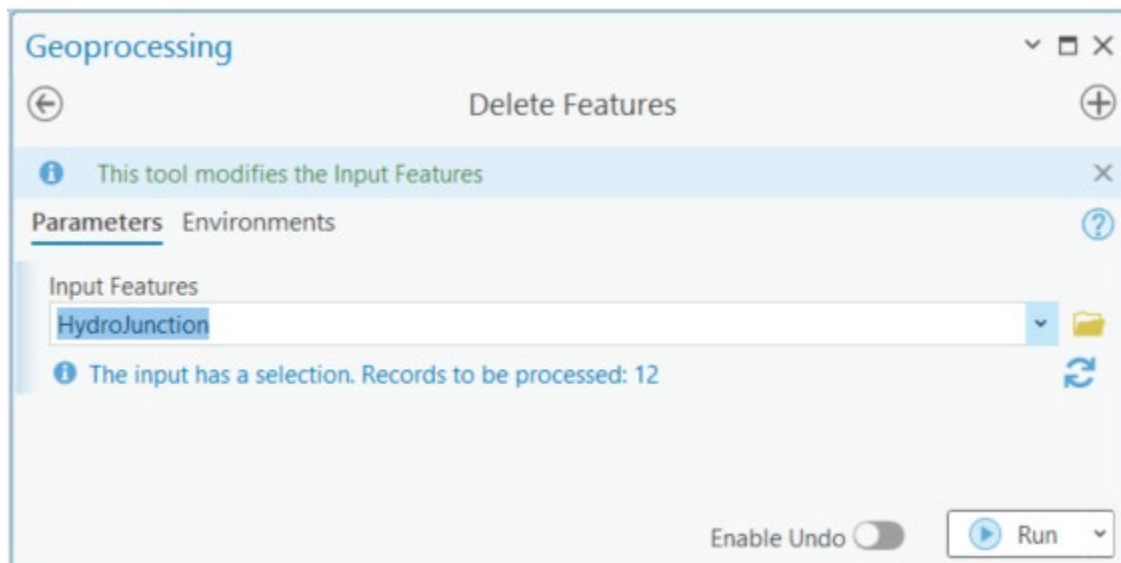 Geoprocessing
Delete Features
This tool modifies the Input Features
Parameters Environments
Input Features
HydroJunction
The input has a selection. Records to be processed: 12
Enable Undo Run